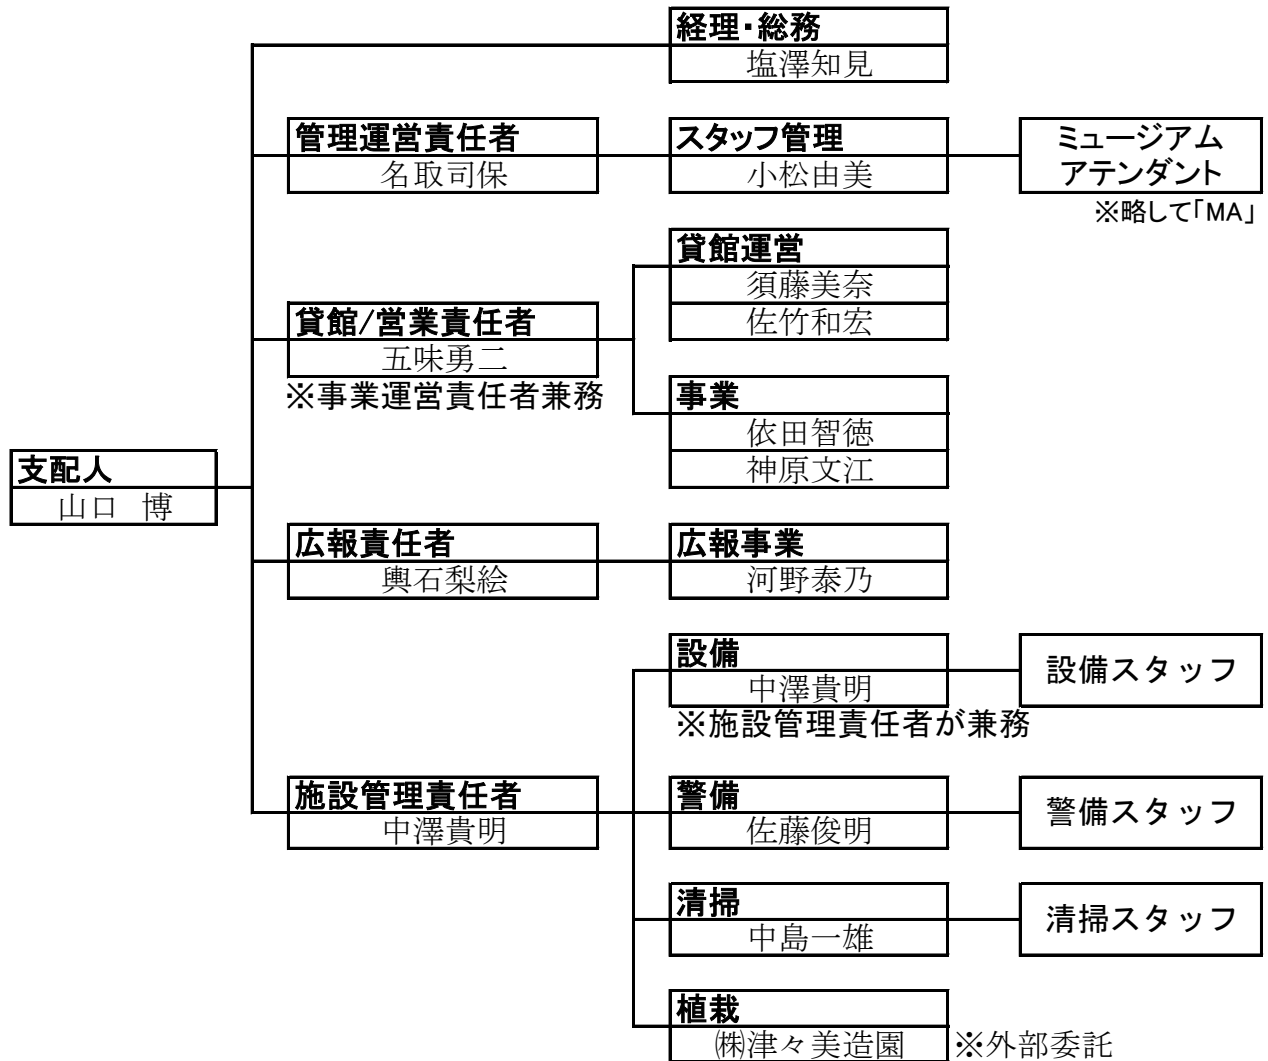 経理・総務
塩澤知見
管理運営責任者
名取司保
スタッフ管理
小松由美
ミュージアム
アテンダント
※略して「MA」
貸館運営
須藤美奈
佐竹和宏
貸館/営業責任者
五味勇二
※事業運営責任者兼務
事業
依田智徳
神原文江
支配人
山口 博
広報責任者
輿石梨絵
広報事業
河野泰乃
設備
中澤貴明
※施設管理責任者が兼務
設備スタッフ
施設管理責任者
中澤貴明
警備
佐藤俊明
警備スタッフ
清掃
中島一雄
清掃スタッフ
植栽
㈱津々美造園 ※外部委託